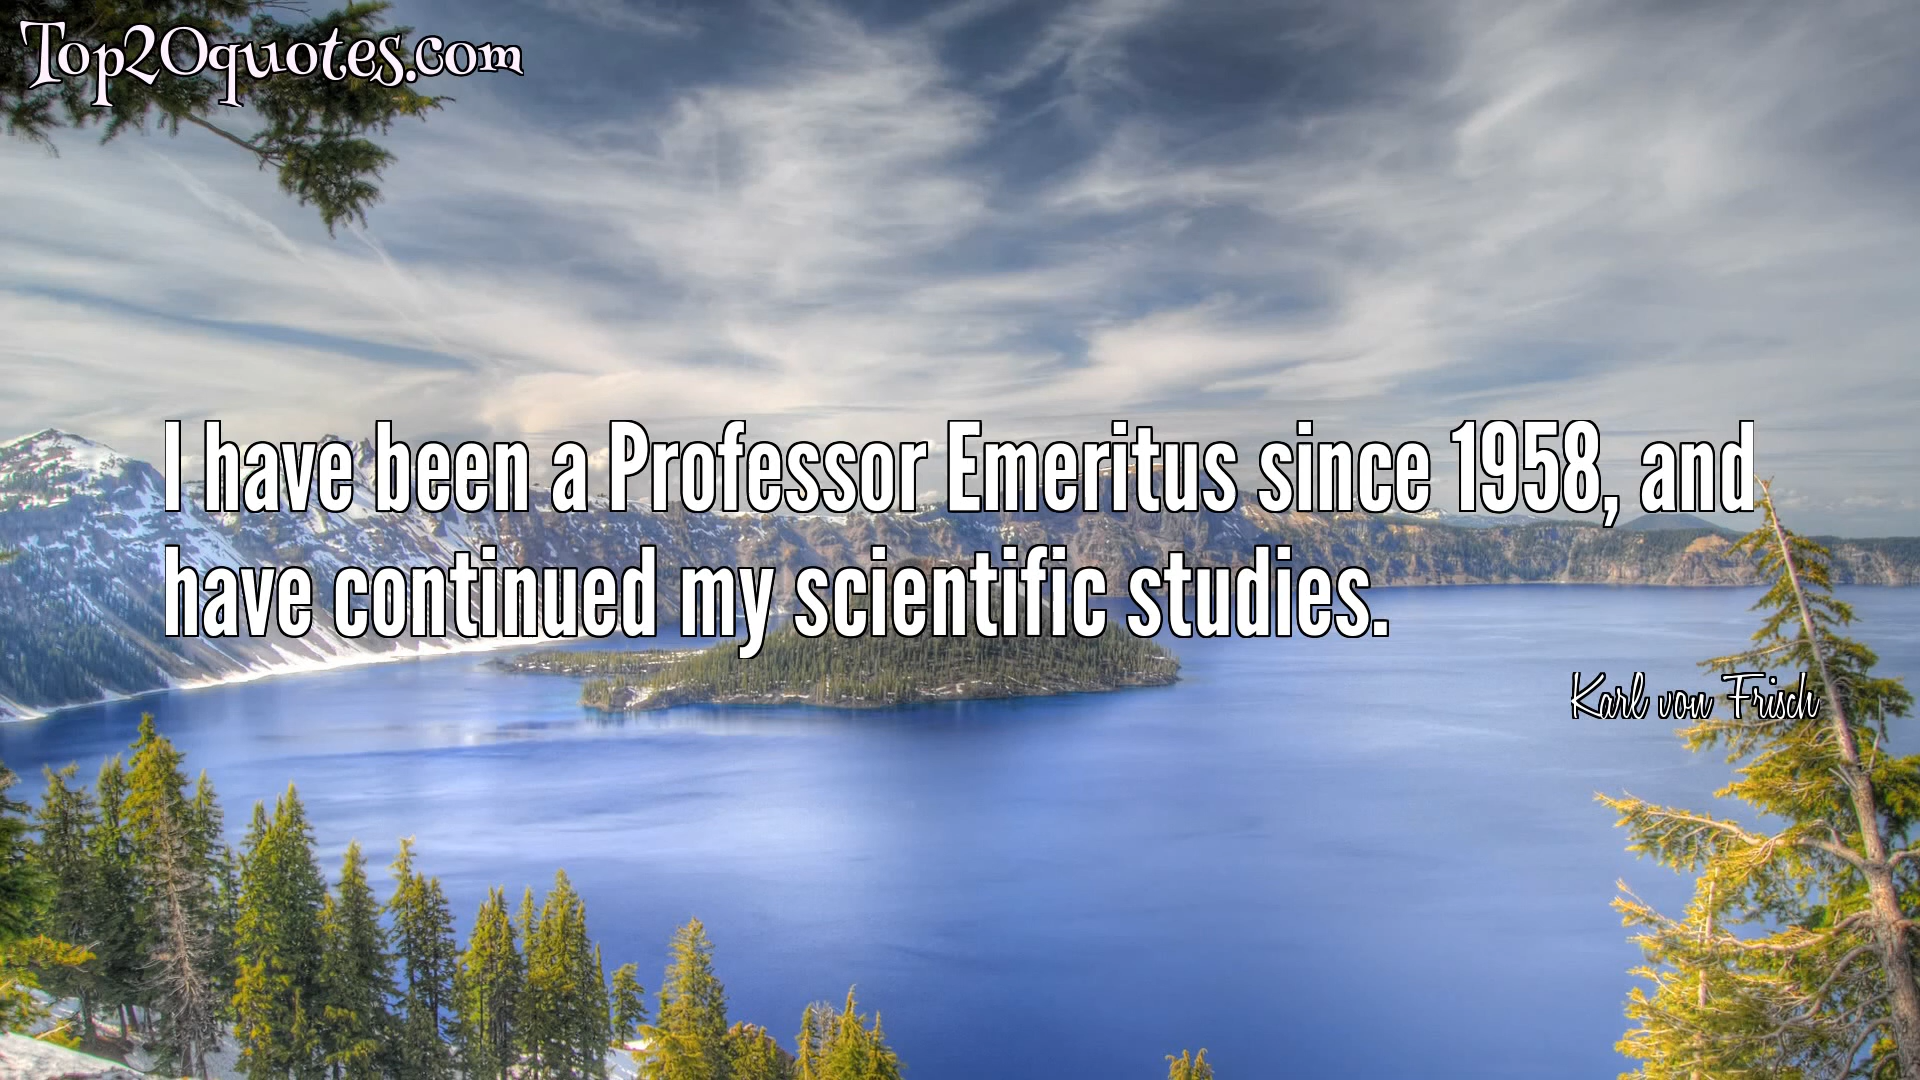 Top20quotes.com
I have been a Professor Emeritus since 1958, and
have continued my scientific studies.
Karl von Frisch